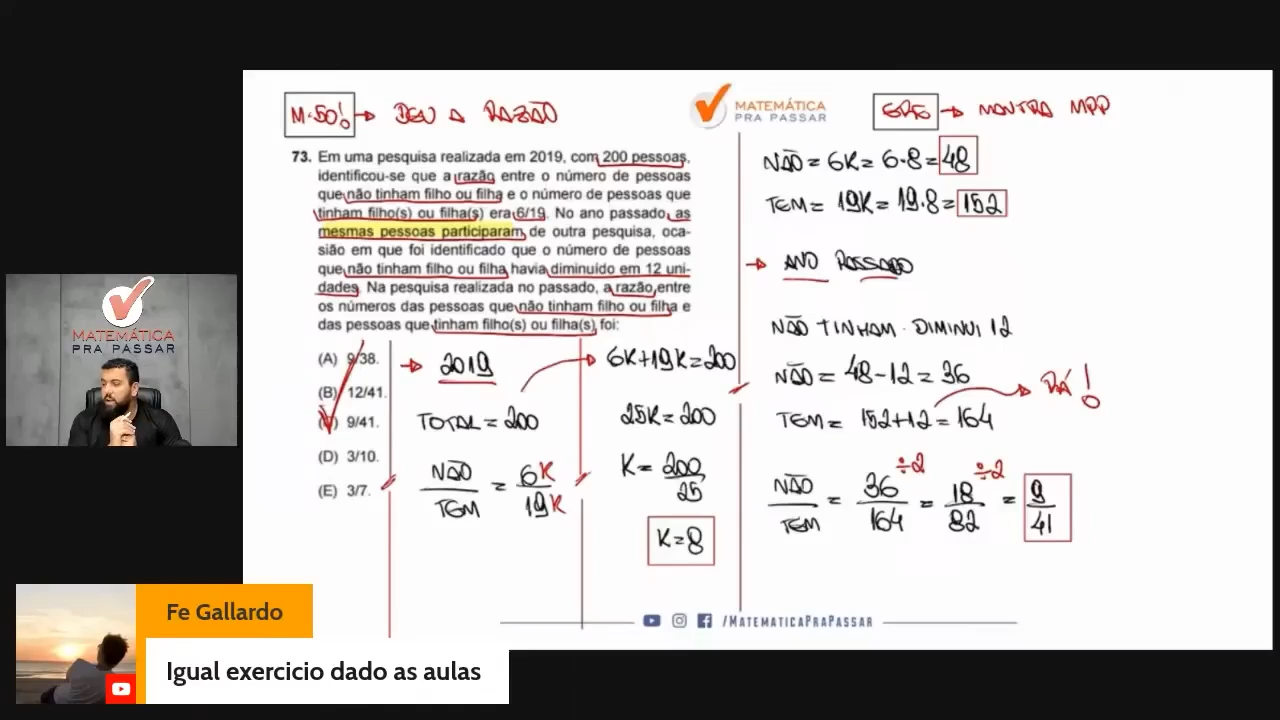 M.50! → DEU A RAZÃO
MATEMÁTICA
PRA PASSAR
→ MONTRA MPP
73. Em uma pesquisa realizada em 2019, com 200 pessoas,
identificou-se que a razão entre o número de pessoas
que não tinham filho ou filha e o número de pessoas que
tinham filho(s) ou filha(s) era 6/19. No ano passado, as
mesmas pessoas participaram de outra pesquisa, oca-
sião em que foi identificado que o número de pessoas
que não tinham filho ou filha havia diminuído em 12 uni-
dades. Na pesquisa realizada no passado, a razão entre
os números das pessoas que não tinham filho ou filha e
das pessoas que tinham filho(s) ou filha(s) foi:
(A) 9/38.
(B) 12/41.
9/41.
(D) 3/10.
(E) 3/7.
→ 2019
TOTAL = 200
NÃO/TEM = 6K/19K
→ 6K+19K=200
25K=200
K= 200/25
K=8
NÃO = 6K= 6·8= 48
TEM= 19K= 19·8= 152
→ ANO PASSADO
NÃO TINHAM. DIMINUI 12
NÃO = 48-12 = 36
→ RÁ!
TEM= 152+12= 164
NÃO/TEM = 36/164 ÷2 = 18/82 ÷2 = 9/41
MATEMÁTICA
PRA PASSAR
/MATEMATICAPRAPASSAR
Fe Gallardo
Igual exercicio dado as aulas